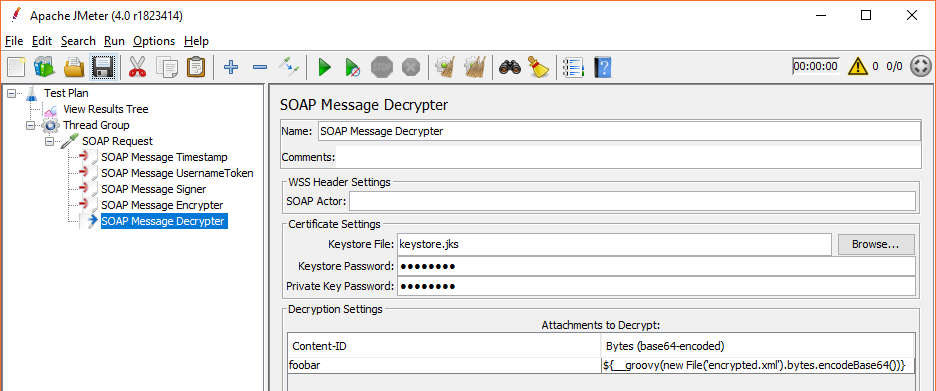 Apache JMeter (4.0 r1823414)
File Edit Search Run Options Help
00:00:00 0 0/0
Test Plan
View Results Tree
Thread Group
SOAP Request
SOAP Message Timestamp
SOAP Message UsernameToken
SOAP Message Signer
SOAP Message Encrypter
SOAP Message Decrypter
SOAP Message Decrypter
Name: SOAP Message Decrypter
Comments:
WSS Header Settings
SOAP Actor:
Certificate Settings
Keystore File: keystore.jks Browse...
Keystore Password: ●●●●●●●●
Private Key Password: ●●●●●●●●
Decryption Settings
Attachments to Decrypt:
Content-ID Bytes (base64-encoded)
foobar ${__groovy(new File('encrypted.xml').bytes.encodeBase64())}